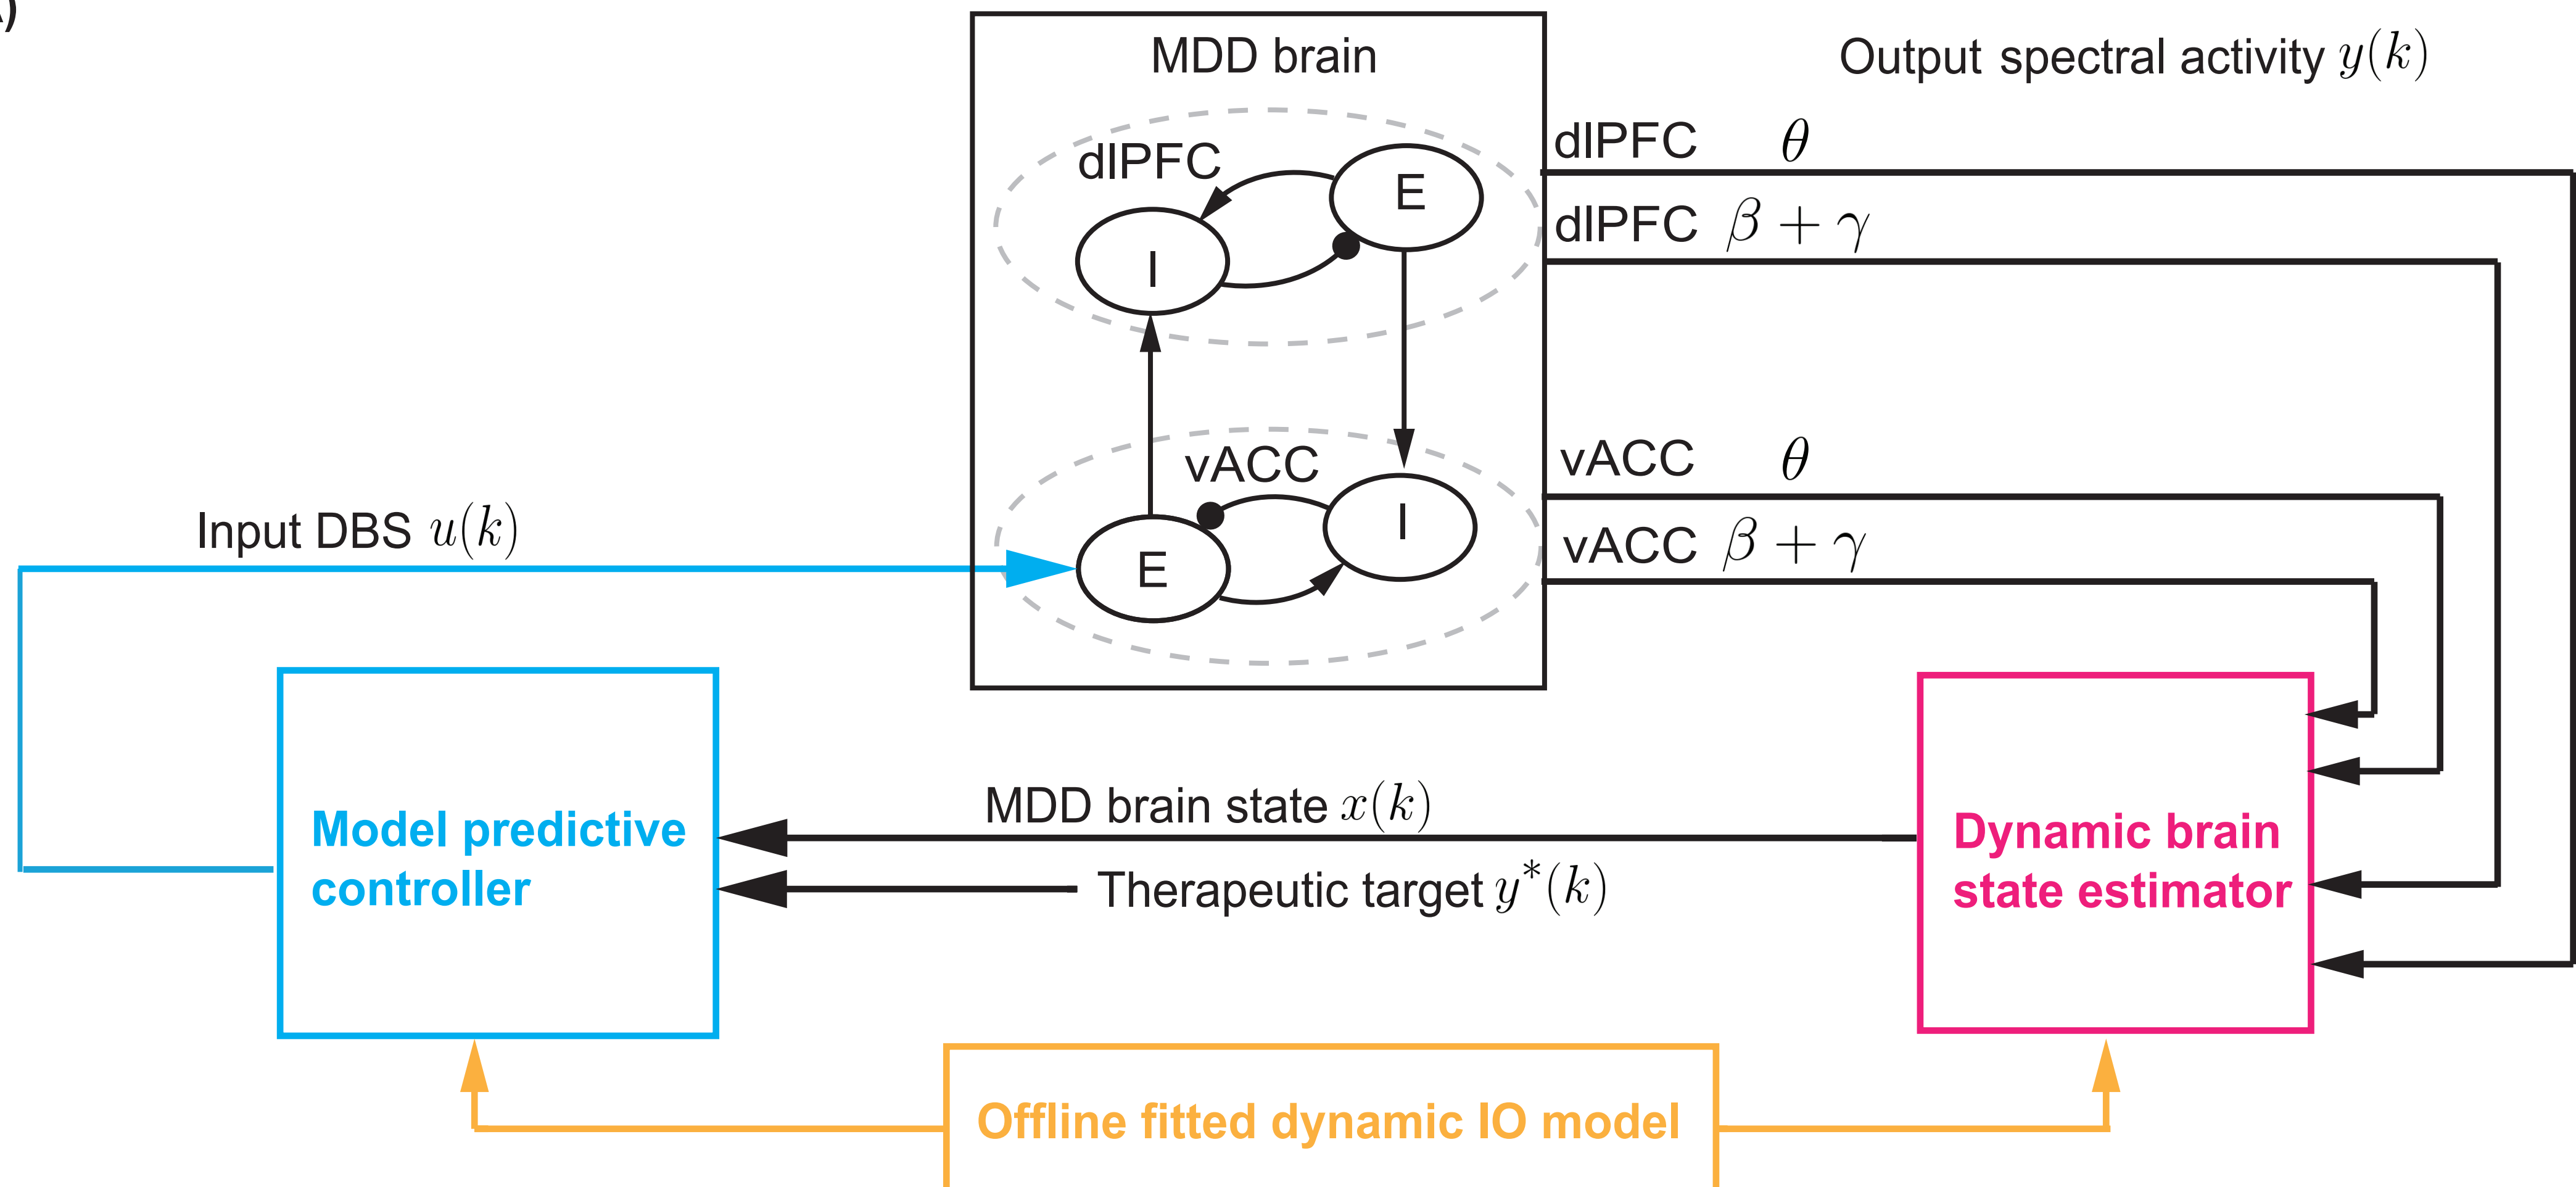 MDD brain
Output spectral activity y(k)
dlPFC θ
dlPFC β + γ
dlPFC
E
I
vACC θ
vACC β + γ
vACC
I
E
Input DBS u(k)
MDD brain state x(k)
Therapeutic target y*(k)
Model predictive
controller
Dynamic brain
state estimator
Offline fitted dynamic IO model